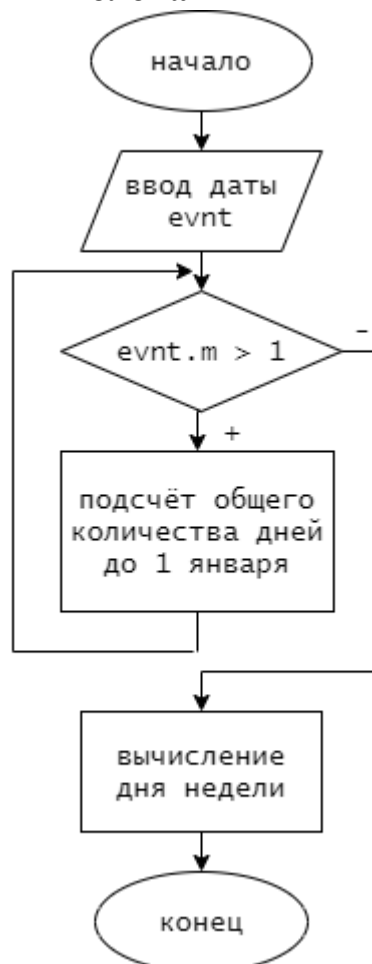 начало
ввод даты
evnt
evnt.m > 1
-
+
подсчёт общего
количества дней
до 1 января
вычисление
дня недели
конец